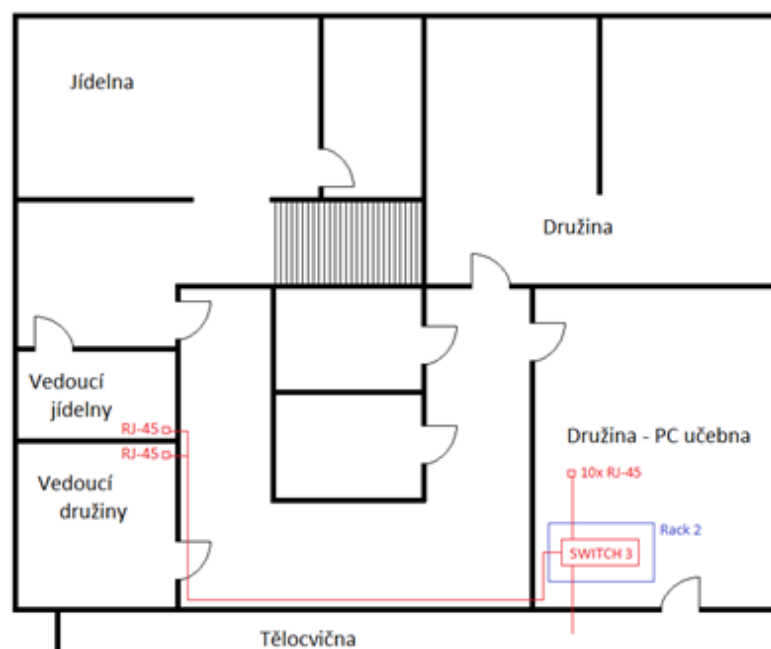 Jídelna
Družina
Vedoucí
jídelny
RJ-45
RJ-45
Vedoucí
družiny
Družina - PC učebna
10x RJ-45
Rack 2
SWITCH 3
Tělocvična